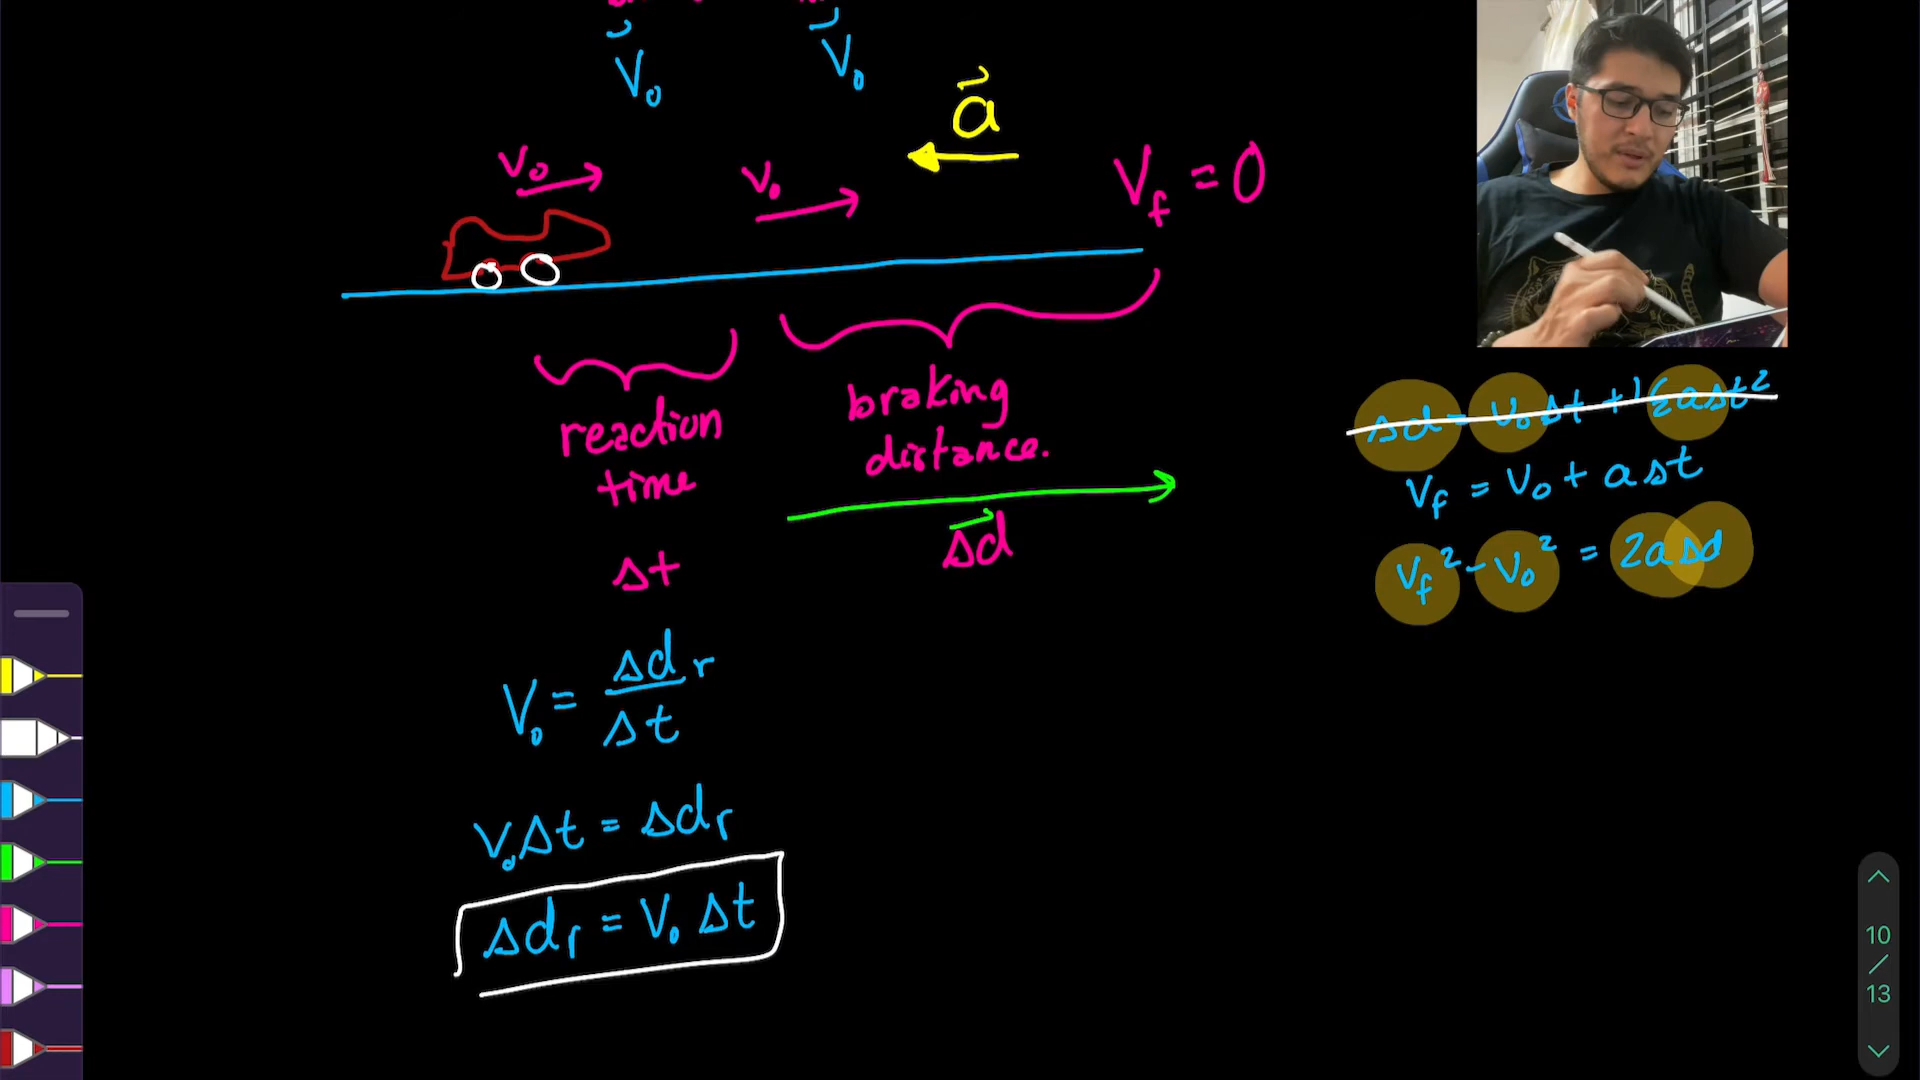 V₀ V₀
a⃗
V₀ V₀ V_f = 0
reaction
time
braking
distance.
Δt
Δd⃗
V₀ = Δd_r / Δt
V₀Δt = Δd_r
Δd_r = V₀ Δt
Δd = V₀Δt + ½aΔt²
V_f = V₀ + aΔt
V_f² - V₀² = 2aΔd
10
/
13